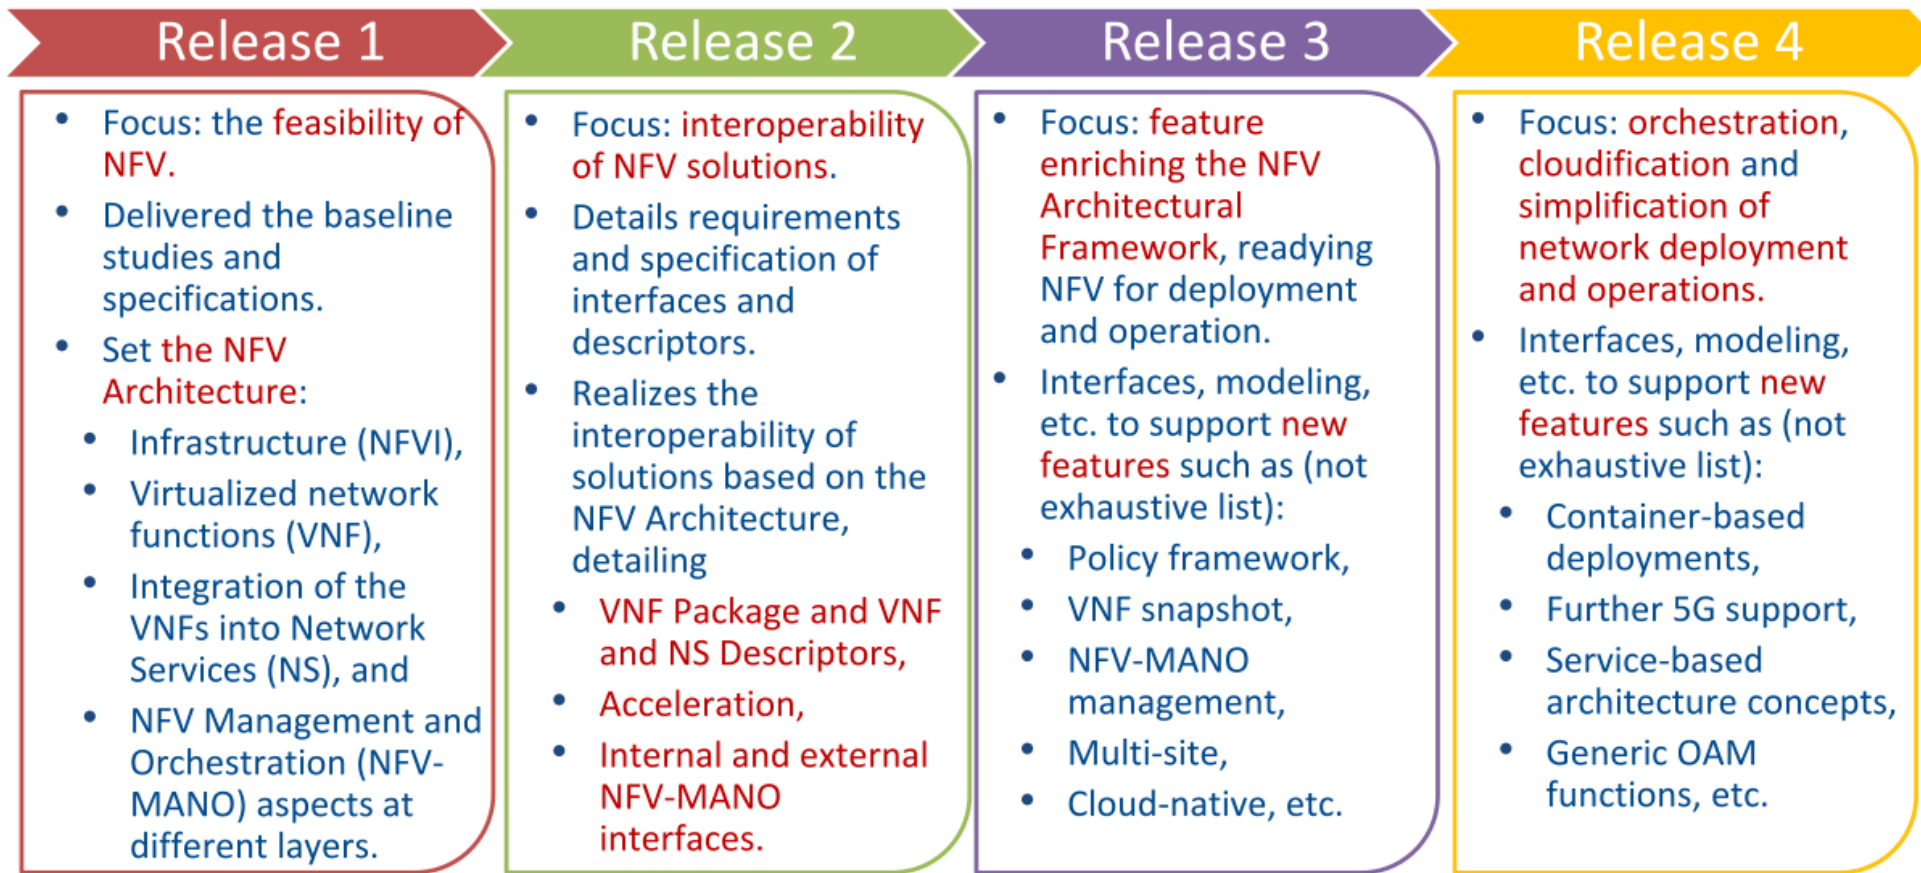 Release 1
• Focus: the feasibility of
NFV.
• Delivered the baseline
studies and
specifications.
• Set the NFV
Architecture:
• Infrastructure (NFVI),
• Virtualized network
functions (VNF),
• Integration of the
VNFs into Network
Services (NS), and
• NFV Management and
Orchestration (NFV-
MANO) aspects at
different layers.
Release 2
• Focus: interoperability
of NFV solutions.
• Details requirements
and specification of
interfaces and
descriptors.
• Realizes the
interoperability of
solutions based on the
NFV Architecture,
detailing
• VNF Package and VNF
and NS Descriptors,
• Acceleration,
• Internal and external
NFV-MANO
interfaces.
Release 3
• Focus: feature
enriching the NFV
Architectural
Framework, readying
NFV for deployment
and operation.
• Interfaces, modeling,
etc. to support new
features such as (not
exhaustive list):
• Policy framework,
• VNF snapshot,
• NFV-MANO
management,
• Multi-site,
• Cloud-native, etc.
Release 4
• Focus: orchestration,
cloudification and
simplification of
network deployment
and operations.
• Interfaces, modeling,
etc. to support new
features such as (not
exhaustive list):
• Container-based
deployments,
• Further 5G support,
• Service-based
architecture concepts,
• Generic OAM
functions, etc.